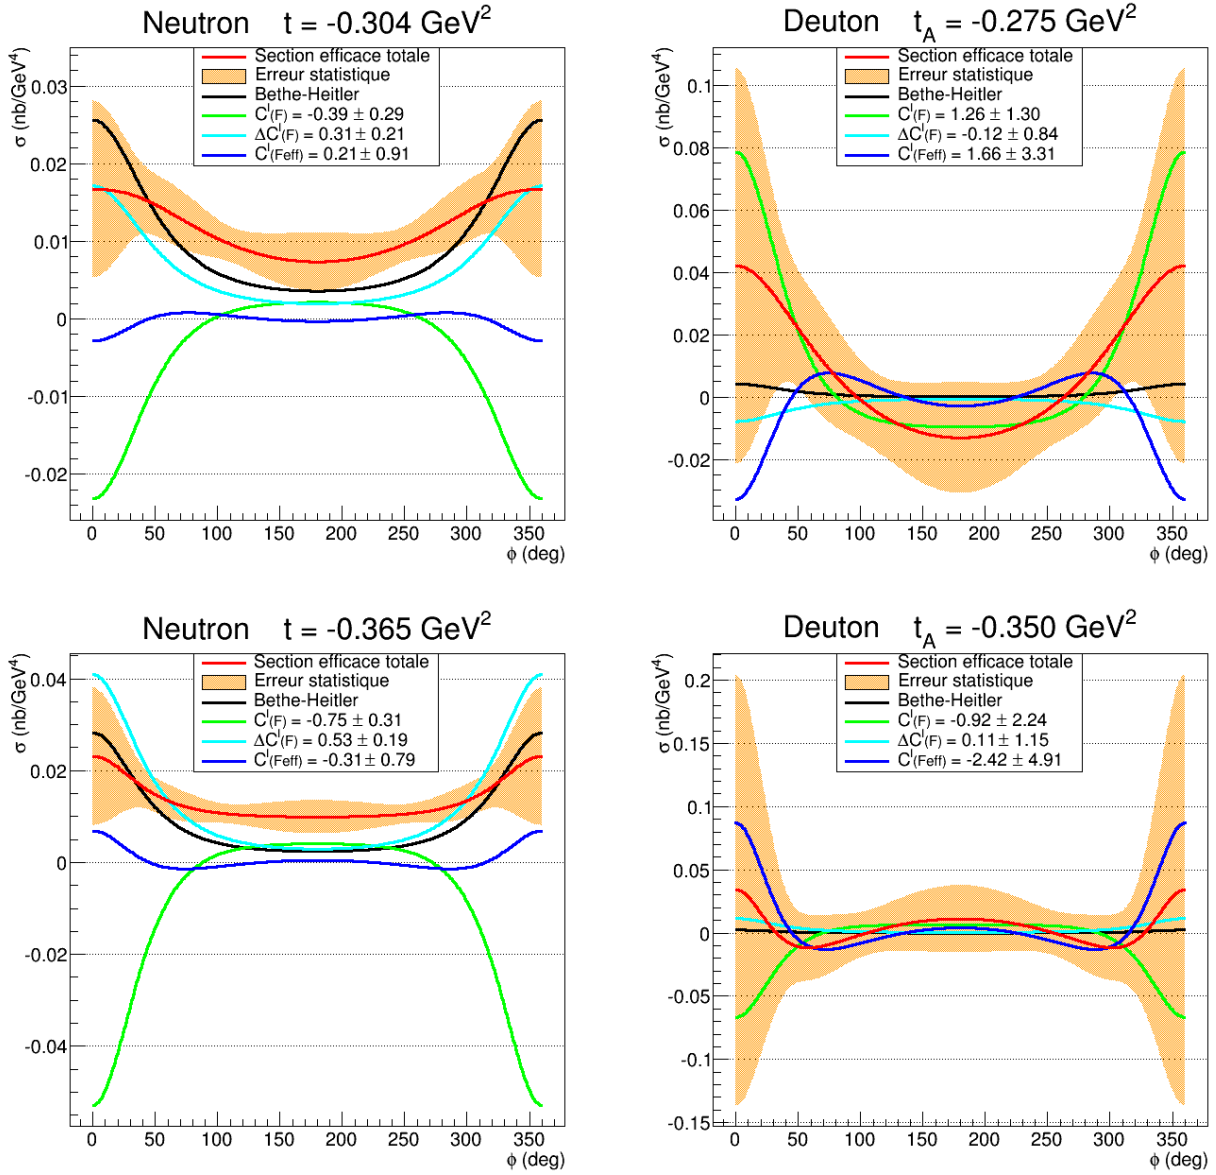 Neutron t = -0.304 GeV²
σ (nb/GeV⁴)
Section efficace totale
Erreur statistique
Bethe-Heitler
Cᴵ(F) = -0.39 ± 0.29
ΔCᴵ(F) = 0.31 ± 0.21
Cᴵ(Feff) = 0.21 ± 0.91
0.03
0.02
0.01
0
-0.01
-0.02
0 50 100 150 200 250 300 350
ϕ (deg)
Deuton t_A = -0.275 GeV²
σ (nb/GeV⁴)
Section efficace totale
Erreur statistique
Bethe-Heitler
Cᴵ(F) = 1.26 ± 1.30
ΔCᴵ(F) = -0.12 ± 0.84
Cᴵ(Feff) = 1.66 ± 3.31
0.1
0.08
0.06
0.04
0.02
0
-0.02
0 50 100 150 200 250 300 350
ϕ (deg)
Neutron t = -0.365 GeV²
σ (nb/GeV⁴)
Section efficace totale
Erreur statistique
Bethe-Heitler
Cᴵ(F) = -0.75 ± 0.31
ΔCᴵ(F) = 0.53 ± 0.19
Cᴵ(Feff) = -0.31 ± 0.79
0.04
0.02
0
-0.02
-0.04
0 50 100 150 200 250 300 350
ϕ (deg)
Deuton t_A = -0.350 GeV²
σ (nb/GeV⁴)
Section efficace totale
Erreur statistique
Bethe-Heitler
Cᴵ(F) = -0.92 ± 2.24
ΔCᴵ(F) = 0.11 ± 1.15
Cᴵ(Feff) = -2.42 ± 4.91
0.2
0.15
0.1
0.05
0
-0.05
-0.1
-0.15
0 50 100 150 200 250 300 350
ϕ (deg)